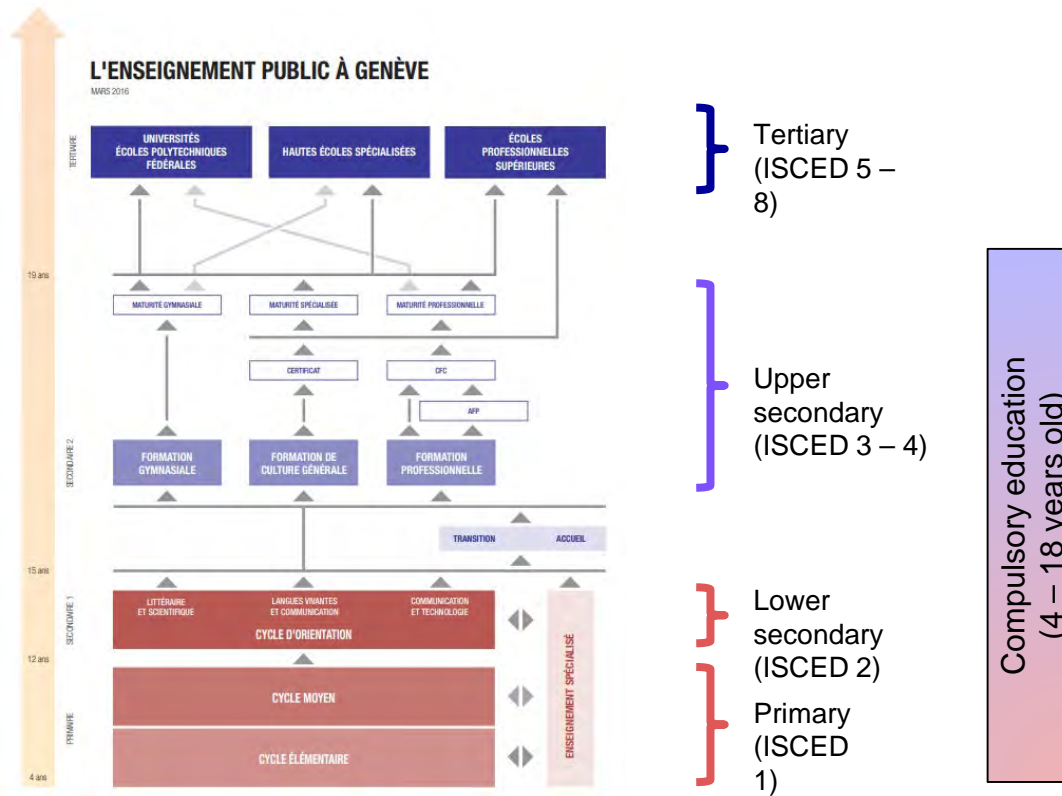 L'ENSEIGNEMENT PUBLIC À GENÈVE
MARS 2016
TERTIAIRE
UNIVERSITÉS
ÉCOLES POLYTECHNIQUES
FÉDÉRALES
HAUTES ÉCOLES SPÉCIALISÉES
ÉCOLES
PROFESSIONNELLES
SUPÉRIEURES
Tertiary
(ISCED 5 –
8)
19 ans
MATURITÉ GYMNASIALE
MATURITÉ SPÉCIALISÉE
MATURITÉ PROFESSIONNELLE
CERTIFICAT
CFC
AFP
Upper
secondary
(ISCED 3 – 4)
SECONDAIRE 2
FORMATION
GYMNASIALE
FORMATION DE
CULTURE GÉNÉRALE
FORMATION
PROFESSIONNELLE
TRANSITION
ACCUEIL
15 ans
SECONDAIRE 1
LITTÉRAIRE
ET SCIENTIFIQUE
LANGUES VIVANTES
ET COMMUNICATION
COMMUNICATION
ET TECHNOLOGIE
CYCLE D'ORIENTATION
Lower
secondary
(ISCED 2)
12 ans
PRIMAIRE
CYCLE MOYEN
CYCLE ÉLÉMENTAIRE
ENSEIGNEMENT SPÉCIALISÉ
4 ans
Primary
(ISCED
1)
Compulsory education
(4 – 18 years old)